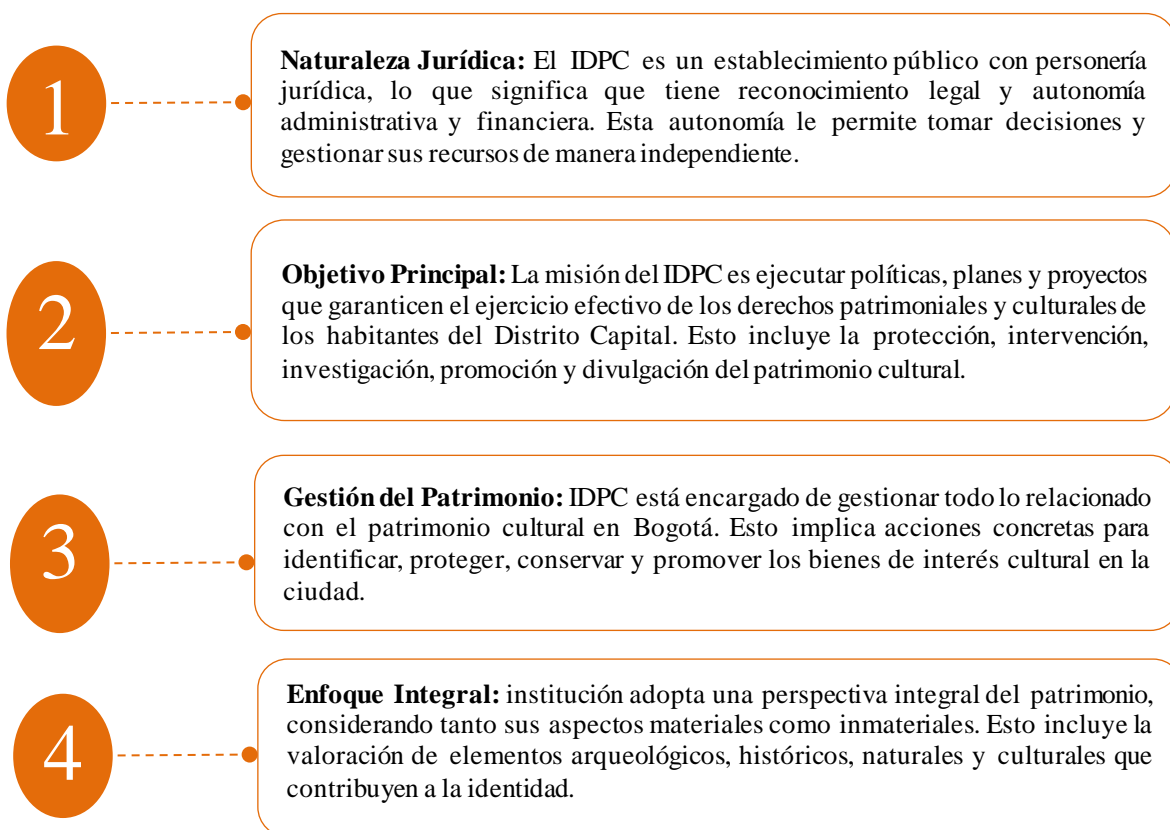 1
Naturaleza Jurídica: El IDPC es un establecimiento público con personería
jurídica, lo que significa que tiene reconocimiento legal y autonomía
administrativa y financiera. Esta autonomía le permite tomar decisiones y
gestionar sus recursos de manera independiente.
2
Objetivo Principal: La misión del IDPC es ejecutar políticas, planes y proyectos
que garanticen el ejercicio efectivo de los derechos patrimoniales y culturales de
los habitantes del Distrito Capital. Esto incluye la protección, intervención,
investigación, promoción y divulgación del patrimonio cultural.
3
Gestión del Patrimonio: IDPC está encargado de gestionar todo lo relacionado
con el patrimonio cultural en Bogotá. Esto implica acciones concretas para
identificar, proteger, conservar y promover los bienes de interés cultural en la
ciudad.
4
Enfoque Integral: institución adopta una perspectiva integral del patrimonio,
considerando tanto sus aspectos materiales como inmateriales. Esto incluye la
valoración de elementos arqueológicos, históricos, naturales y culturales que
contribuyen a la identidad.